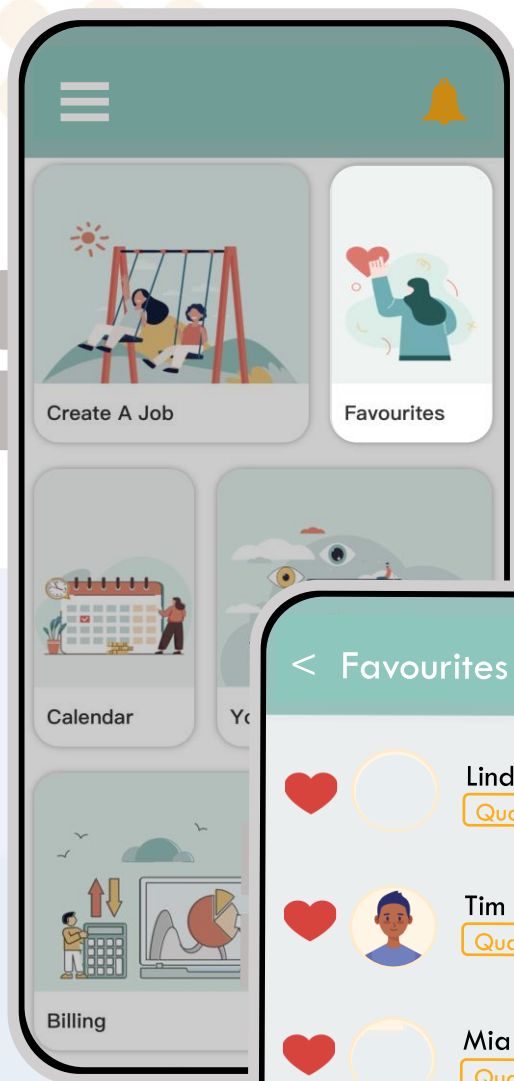 Create A Job
Favourites
Calendar
Billing
< Favourites
Tim
Mia